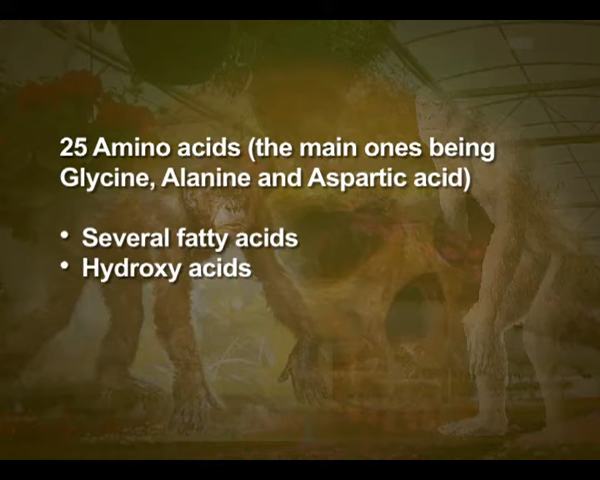 25 Amino acids (the main ones being
Glycine, Alanine and Aspartic acid)
• Several fatty acids
• Hydroxy acids